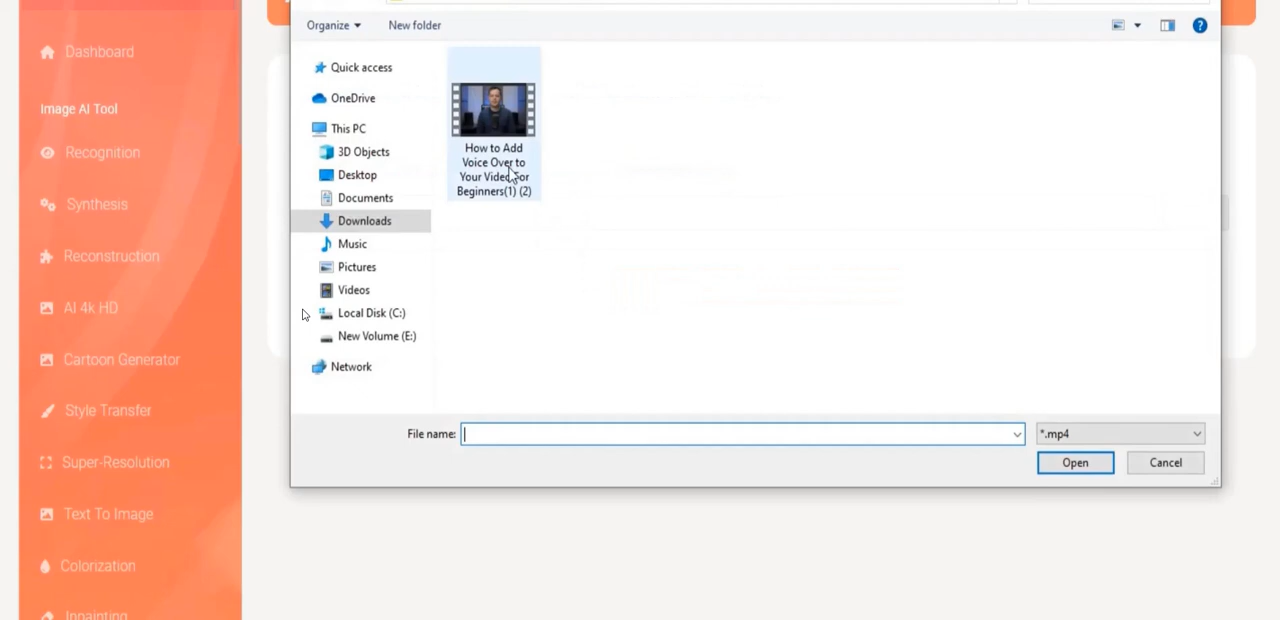 Organize
New folder
Dashboard
Image AI Tool
Recognition
Synthesis
Reconstruction
AI 4k HD
Cartoon Generator
Style Transfer
Super-Resolution
Text To Image
Colorization
Inpainting
Quick access
OneDrive
This PC
3D Objects
Desktop
Documents
Downloads
Music
Pictures
Videos
Local Disk (C:)
New Volume (E:)
Network
How to Add
Voice Over to
Your Video for
Beginners(1) (2)
File name:
*.mp4
Open
Cancel